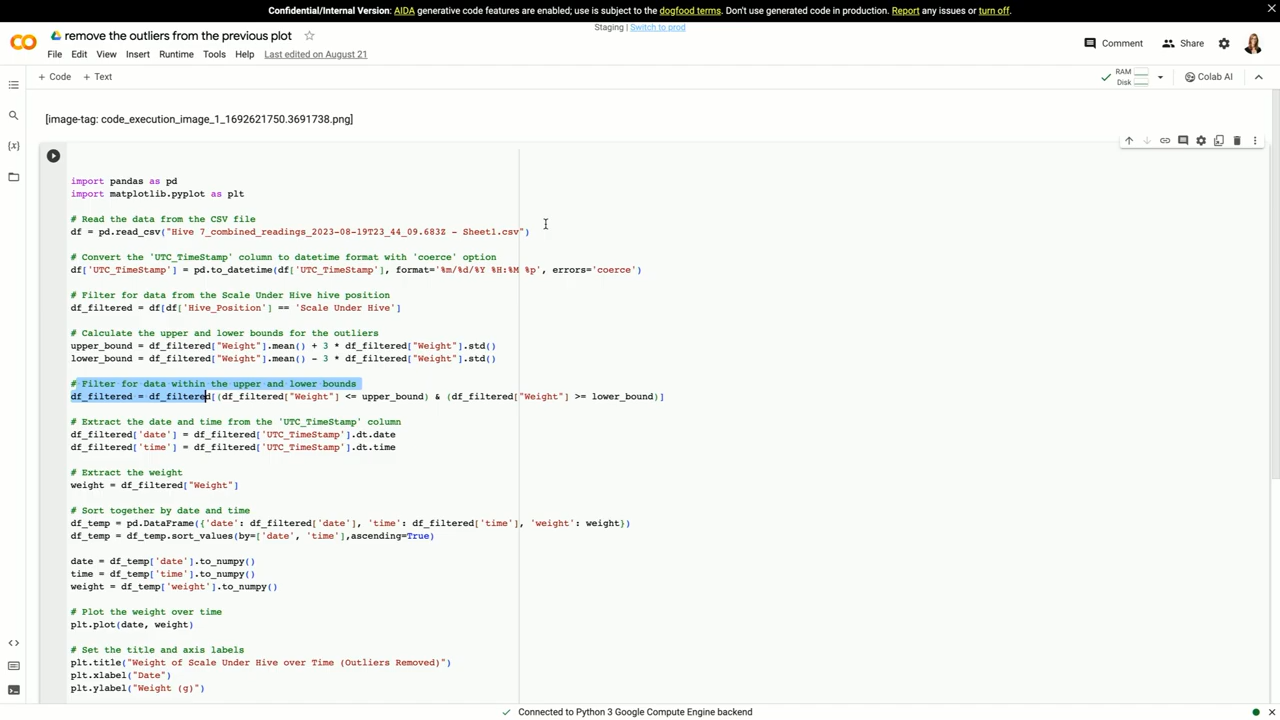 Confidential/Internal Version: AIDA generative code features are enabled; use is subject to the dogfood terms. Don't use generated code in production. Report any issues or turn off.
Staging | Switch to prod
remove the outliers from the previous plot
File Edit View Insert Runtime Tools Help Last edited on August 21
Comment Share
+ Code + Text
RAM
Disk
Colab AI
[image-tag: code_execution_image_1_1692621750.3691738.png]
import pandas as pd
import matplotlib.pyplot as plt
# Read the data from the CSV file
df = pd.read_csv("Hive 7_combined_readings_2023-08-19T23_44_09.683Z - Sheet1.csv")
# Convert the 'UTC_TimeStamp' column to datetime format with 'coerce' option
df['UTC_TimeStamp'] = pd.to_datetime(df['UTC_TimeStamp'], format='%m/%d/%Y %H:%M %p', errors='coerce')
# Filter for data from the Scale Under Hive hive position
df_filtered = df[df['Hive_Position'] == 'Scale Under Hive']
# Calculate the upper and lower bounds for the outliers
upper_bound = df_filtered["Weight"].mean() + 3 * df_filtered["Weight"].std()
lower_bound = df_filtered["Weight"].mean() - 3 * df_filtered["Weight"].std()
# Filter for data within the upper and lower bounds
df_filtered = df_filtered[(df_filtered["Weight"] <= upper_bound) & (df_filtered["Weight"] >= lower_bound)]
# Extract the date and time from the 'UTC_TimeStamp' column
df_filtered['date'] = df_filtered['UTC_TimeStamp'].dt.date
df_filtered['time'] = df_filtered['UTC_TimeStamp'].dt.time
# Extract the weight
weight = df_filtered["Weight"]
# Sort together by date and time
df_temp = pd.DataFrame({'date': df_filtered['date'], 'time': df_filtered['time'], 'weight': weight})
df_temp = df_temp.sort_values(by=['date', 'time'],ascending=True)
date = df_temp['date'].to_numpy()
time = df_temp['time'].to_numpy()
weight = df_temp['weight'].to_numpy()
# Plot the weight over time
plt.plot(date, weight)
# Set the title and axis labels
plt.title("Weight of Scale Under Hive over Time (Outliers Removed)")
plt.xlabel("Date")
plt.ylabel("Weight (g)")
Connected to Python 3 Google Compute Engine backend